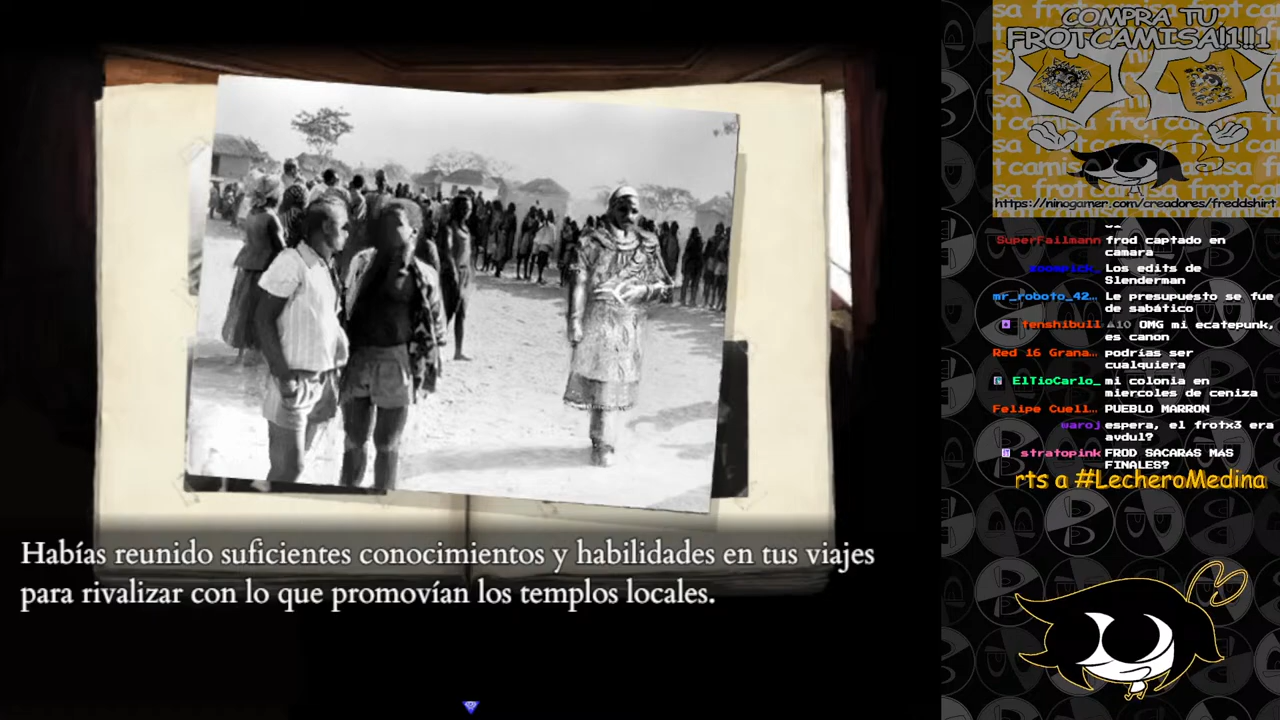 Habías reunido suficientes conocimientos y habilidades en tus viajes
para rivalizar con lo que promovían los templos locales.
COMPRA TU
FROTCAMISA!1!!1
https://ninogamer.com/creadores/freddshirt
SuperFailmann frod captado en
camara
Los edits de
Slenderman
mr_roboto_42… Le presupuesto se fue
de sabático
tenshibull OMG mi ecatepunk,
es canon
Red 16 Grana… podrías ser
cualquiera
ElTioCarlo_ mi colonia en
miercoles de ceniza
Felipe Cuell… PUEBLO MARRON
waroj espera, el frotx3 era
avdul?
stratopink FROD SACARAS MAS
FINALES?
rts a #LecheroMedina